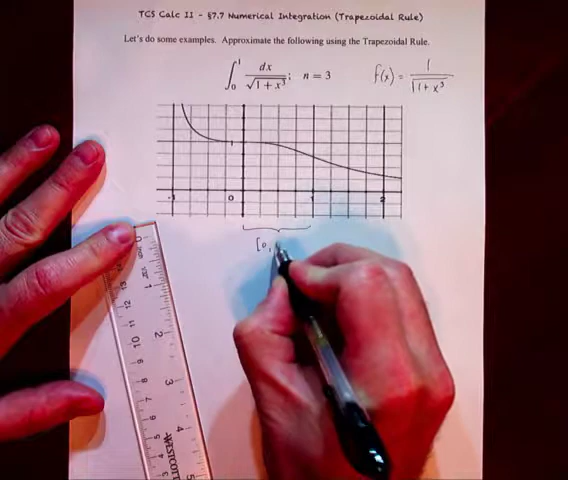 TCS Calc II - §7.7 Numerical Integration (Trapezoidal Rule)
Let's do some examples. Approximate the following using the Trapezoidal Rule.
∫₀¹ dx/√(1 + x³); n = 3 f(x) = 1/√(1 + x³)
1
-1 0 1 2
[0,
WESTCOTT